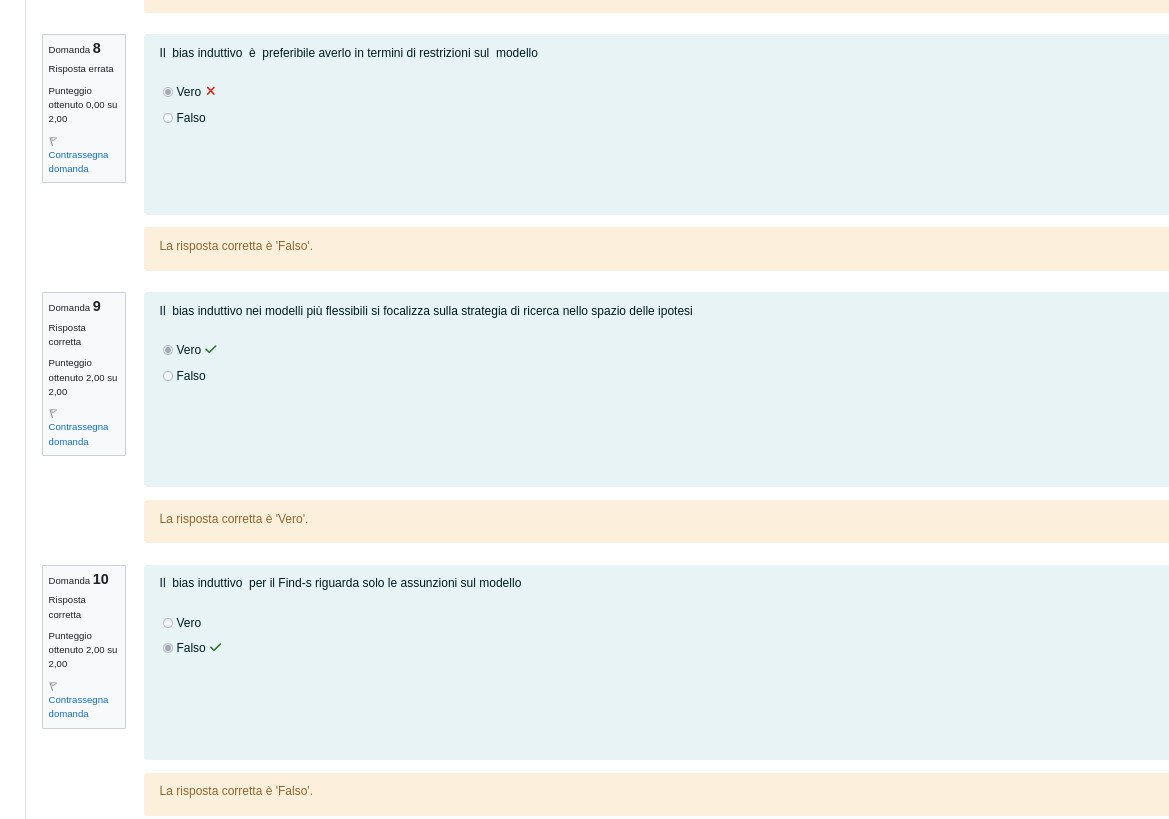 Domanda 8
Risposta errata
Punteggio
ottenuto 0,00 su
2,00
Contrassegna
domanda
Il bias induttivo è preferibile averlo in termini di restrizioni sul modello
Vero
Falso
La risposta corretta è 'Falso'.
Domanda 9
Risposta
corretta
Punteggio
ottenuto 2,00 su
2,00
Contrassegna
domanda
Il bias induttivo nei modelli più flessibili si focalizza sulla strategia di ricerca nello spazio delle ipotesi
Vero
Falso
La risposta corretta è 'Vero'.
Domanda 10
Risposta
corretta
Punteggio
ottenuto 2,00 su
2,00
Contrassegna
domanda
Il bias induttivo per il Find-s riguarda solo le assunzioni sul modello
Vero
Falso
La risposta corretta è 'Falso'.